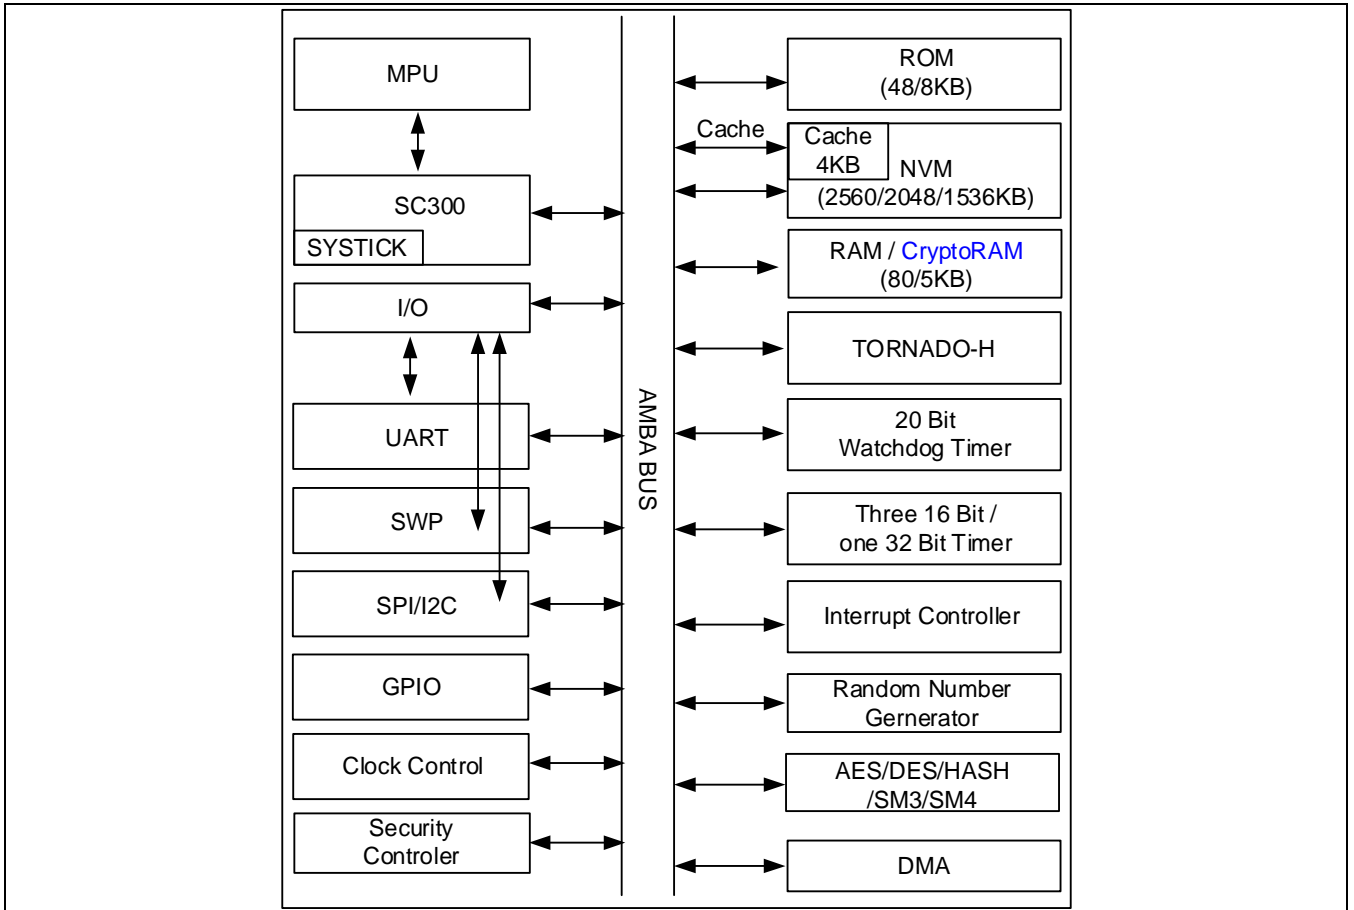 MPU
SC300
SYSTICK
I/O
UART
SWP
SPI/I2C
GPIO
Clock Control
Security
Controler
AMBA BUS
ROM
(48/8KB)
Cache
Cache
4KB
NVM
(2560/2048/1536KB)
RAM / CryptoRAM
(80/5KB)
TORNADO-H
20 Bit
Watchdog Timer
Three 16 Bit /
one 32 Bit Timer
Interrupt Controller
Random Number
Gernerator
AES/DES/HASH
/SM3/SM4
DMA